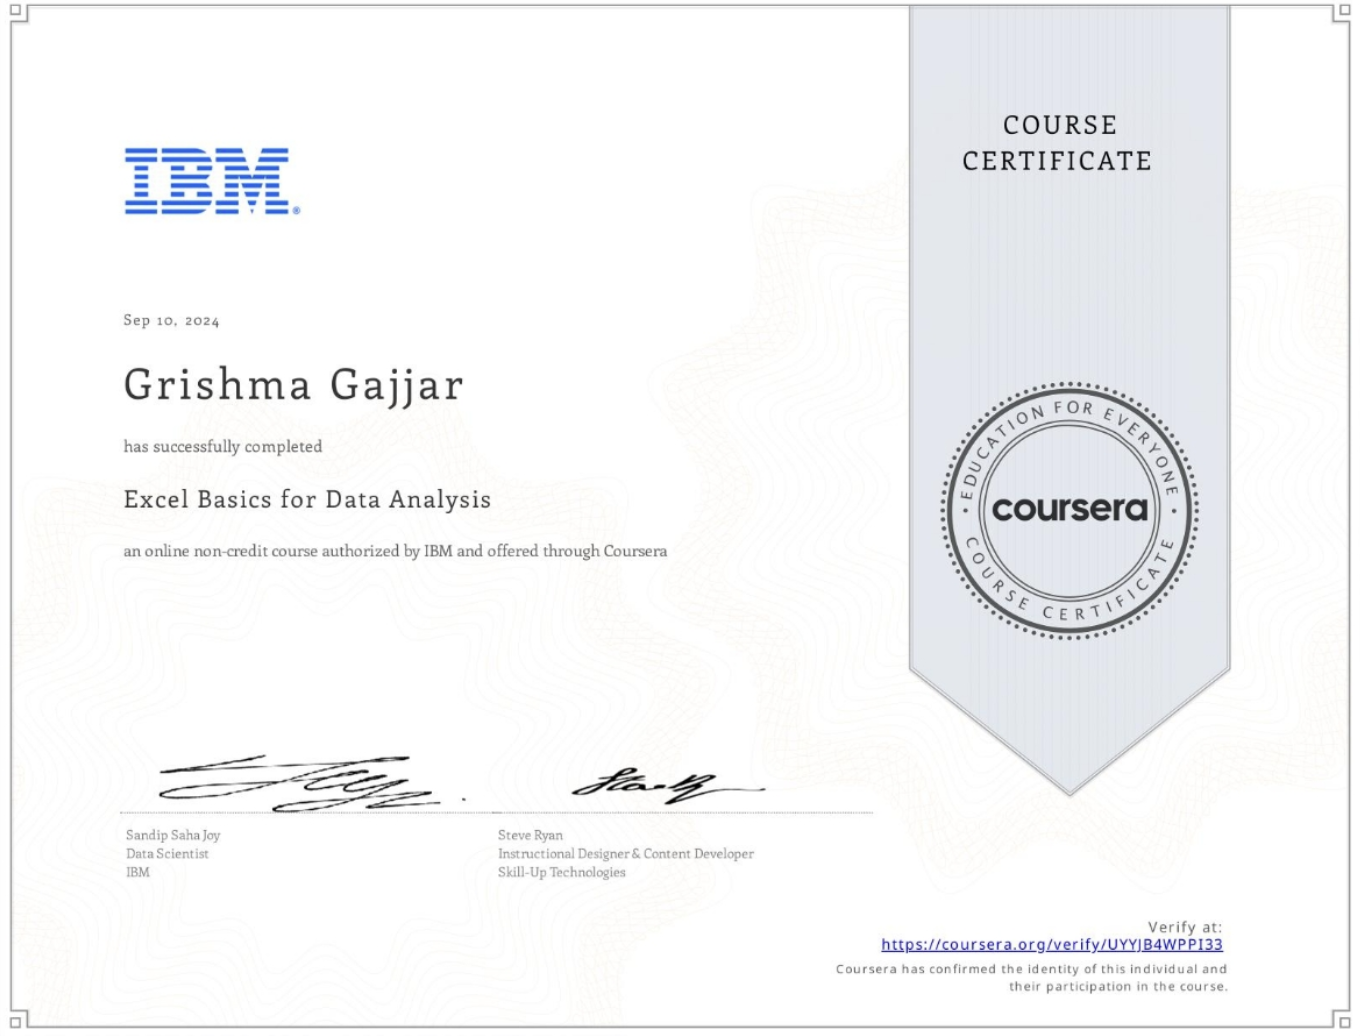 COURSE
CERTIFICATE
IBM®
Sep 10, 2024
Grishma Gajjar
has successfully completed
Excel Basics for Data Analysis
an online non-credit course authorized by IBM and offered through Coursera
EDUCATION FOR EVERYONE
coursera
COURSE CERTIFICATE
Sandip Saha Joy
Data Scientist
IBM
Steve Ryan
Instructional Designer & Content Developer
Skill-Up Technologies
Verify at:
https://coursera.org/verify/UYYJB4WPPI33
Coursera has confirmed the identity of this individual and
their participation in the course.